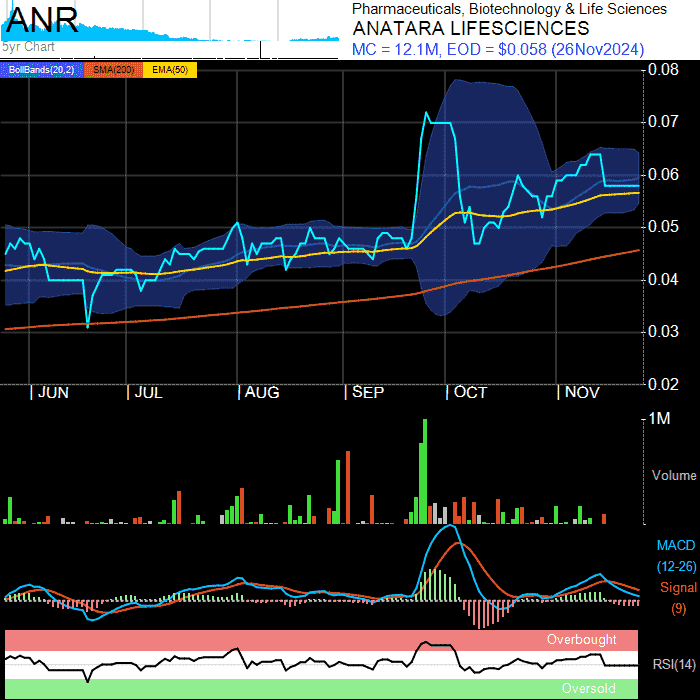 ANR
5yr Chart
Pharmaceuticals, Biotechnology & Life Sciences
ANATARA LIFESCIENCES
MC = 12.1M, EOD = $0.058 (26Nov2024)
BollBands(20,2) SMA(200) EMA(50)
0.08
0.07
0.06
0.05
0.04
0.03
0.02
JUN JUL AUG SEP OCT NOV
1M
Volume
MACD
(12-26)
Signal
(9)
Overbought
RSI(14)
Oversold